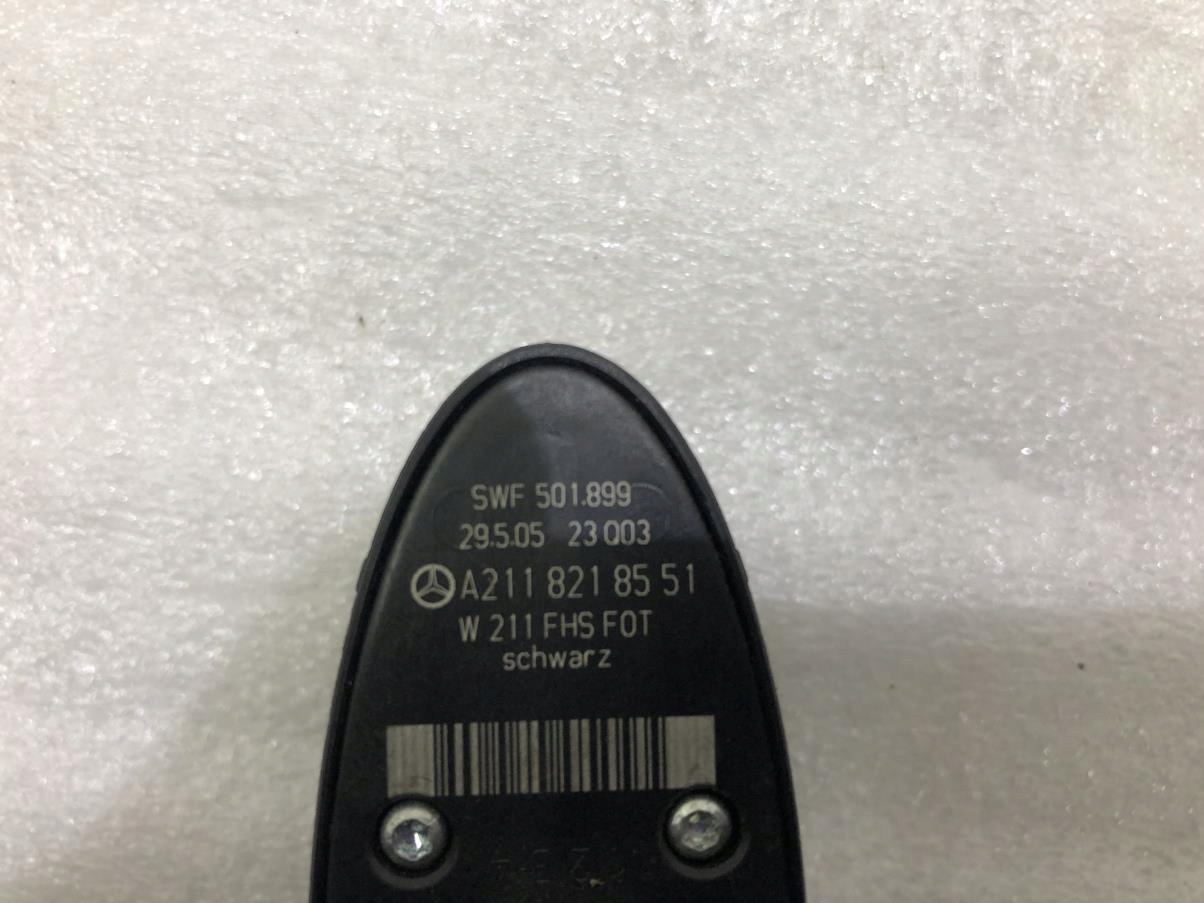 SWF 501.899
29.5.05 23 003
A211 821 85 51
W 211 FHS FOT
schwarz